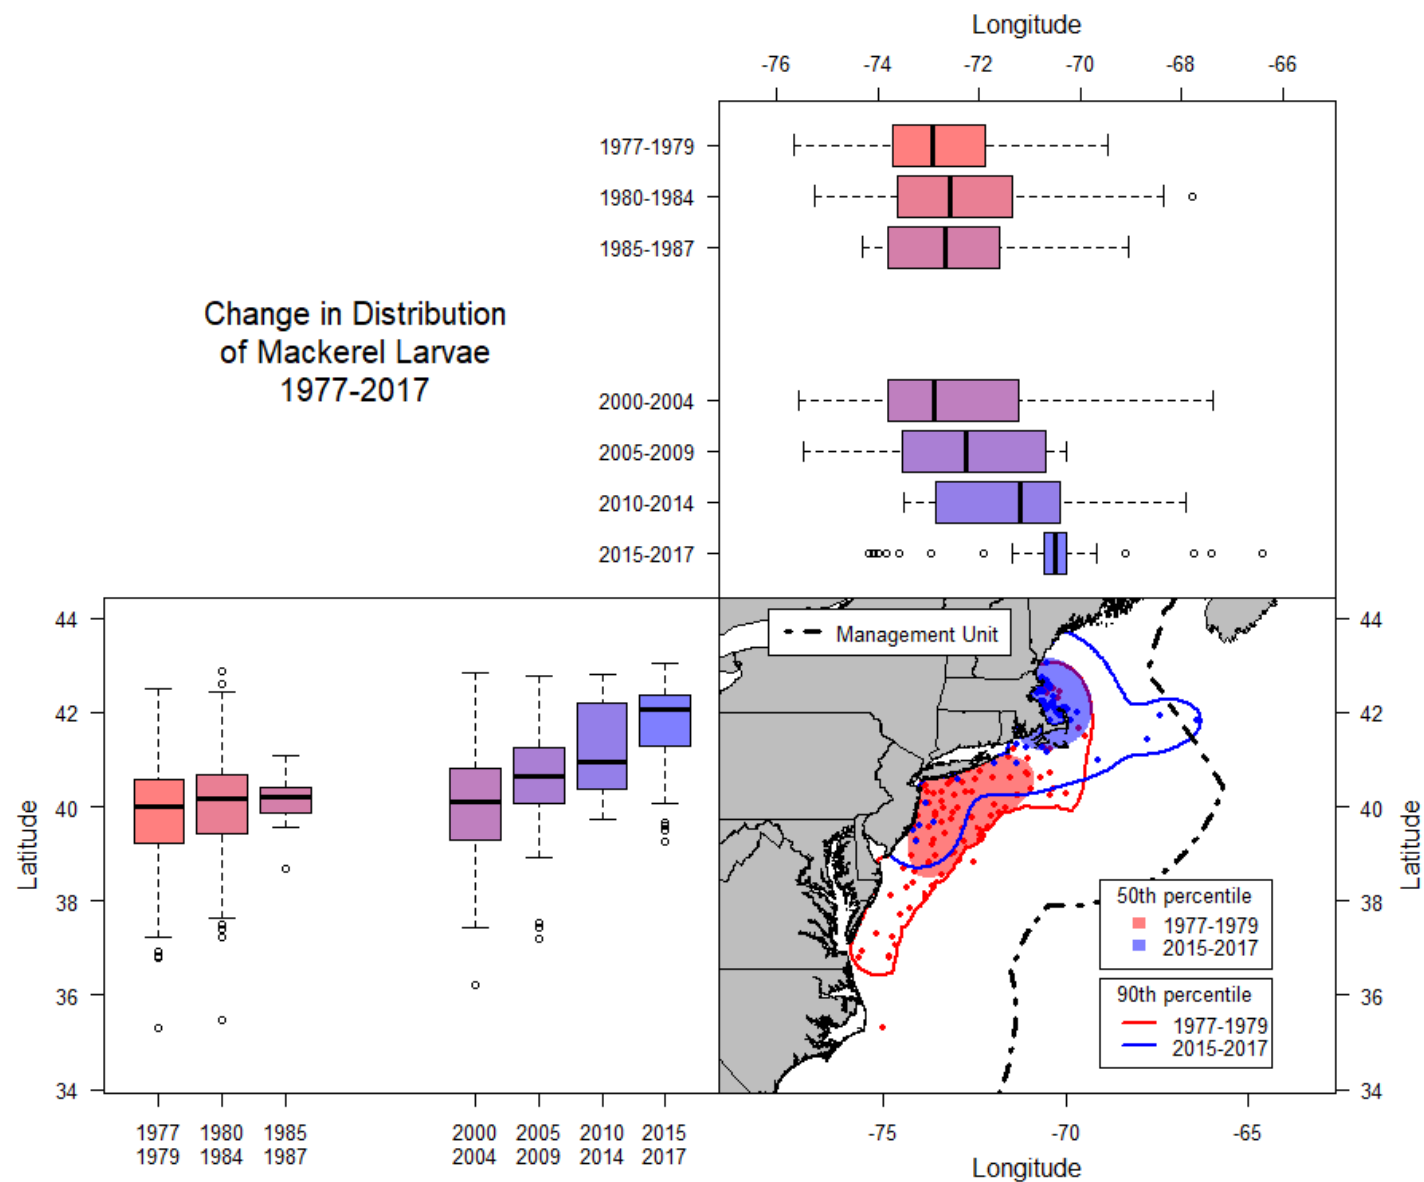 Longitude
-76 -74 -72 -70 -68 -66
1977-1979
1980-1984
1985-1987
Change in Distribution
of Mackerel Larvae
1977-2017
2000-2004
2005-2009
2010-2014
2015-2017
44
42
40
38
36
34
Latitude
1977 1980 1985 2000 2005 2010 2015
1979 1984 1987 2004 2009 2014 2017
Management Unit
50th percentile
1977-1979
2015-2017
90th percentile
1977-1979
2015-2017
44
42
40
38
36
34
Latitude
-75 -70 -65
Longitude